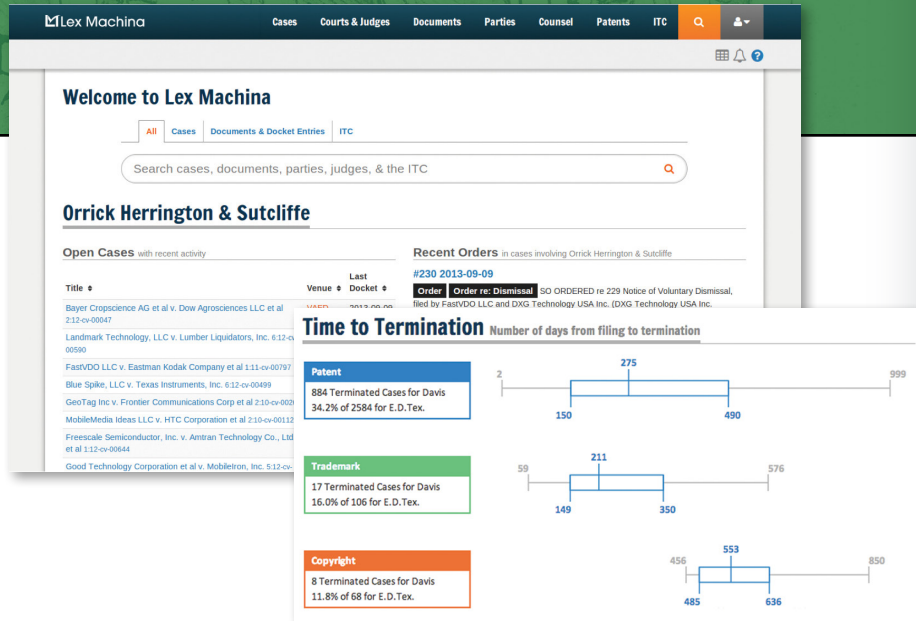 Lex Machina
Cases Courts & Judges Documents Parties Counsel Patents ITC
Welcome to Lex Machina
All Cases Documents & Docket Entries ITC
Search cases, documents, parties, judges, & the ITC
Orrick Herrington & Sutcliffe
Open Cases with recent activity
Title Venue Last Docket
Bayer Cropscience AG et al v. Dow Agrosciences LLC et al
2:12-cv-00047
Landmark Technology, LLC v. Lumber Liquidators, Inc. 6:12-cv-
00590
FastVDO LLC v. Eastman Kodak Company et al 1:11-cv-00797
Blue Spike, LLC v. Texas Instruments, Inc. 6:12-cv-00499
GeoTag Inc v. Frontier Communications Corp et al
MobileMedia Ideas LLC v. HTC Corporation et al 2:10-cv-00112
Freescale Semiconductor, Inc. v. Amtran Technology Co., Ltd
et al 1:12-cv-00644
Good Technology Corporation et al v. MobileIron, Inc. 5:12-cv-
Recent Orders in cases involving Orrick Herrington & Sutcliffe
#230 2013-09-09
Order Order re: Dismissal SO ORDERED re 229 Notice of Voluntary Dismissal,
filed by FastVDO LLC and DXG Technology USA Inc. (DXG Technology USA Inc.
Time to Termination Number of days from filing to termination
Patent
884 Terminated Cases for Davis
34.2% of 2584 for E.D.Tex.
2 275 999
150 490
Trademark
17 Terminated Cases for Davis
16.0% of 106 for E.D.Tex.
59 211 576
149 350
Copyright
8 Terminated Cases for Davis
11.8% of 68 for E.D.Tex.
456 553 850
485 636